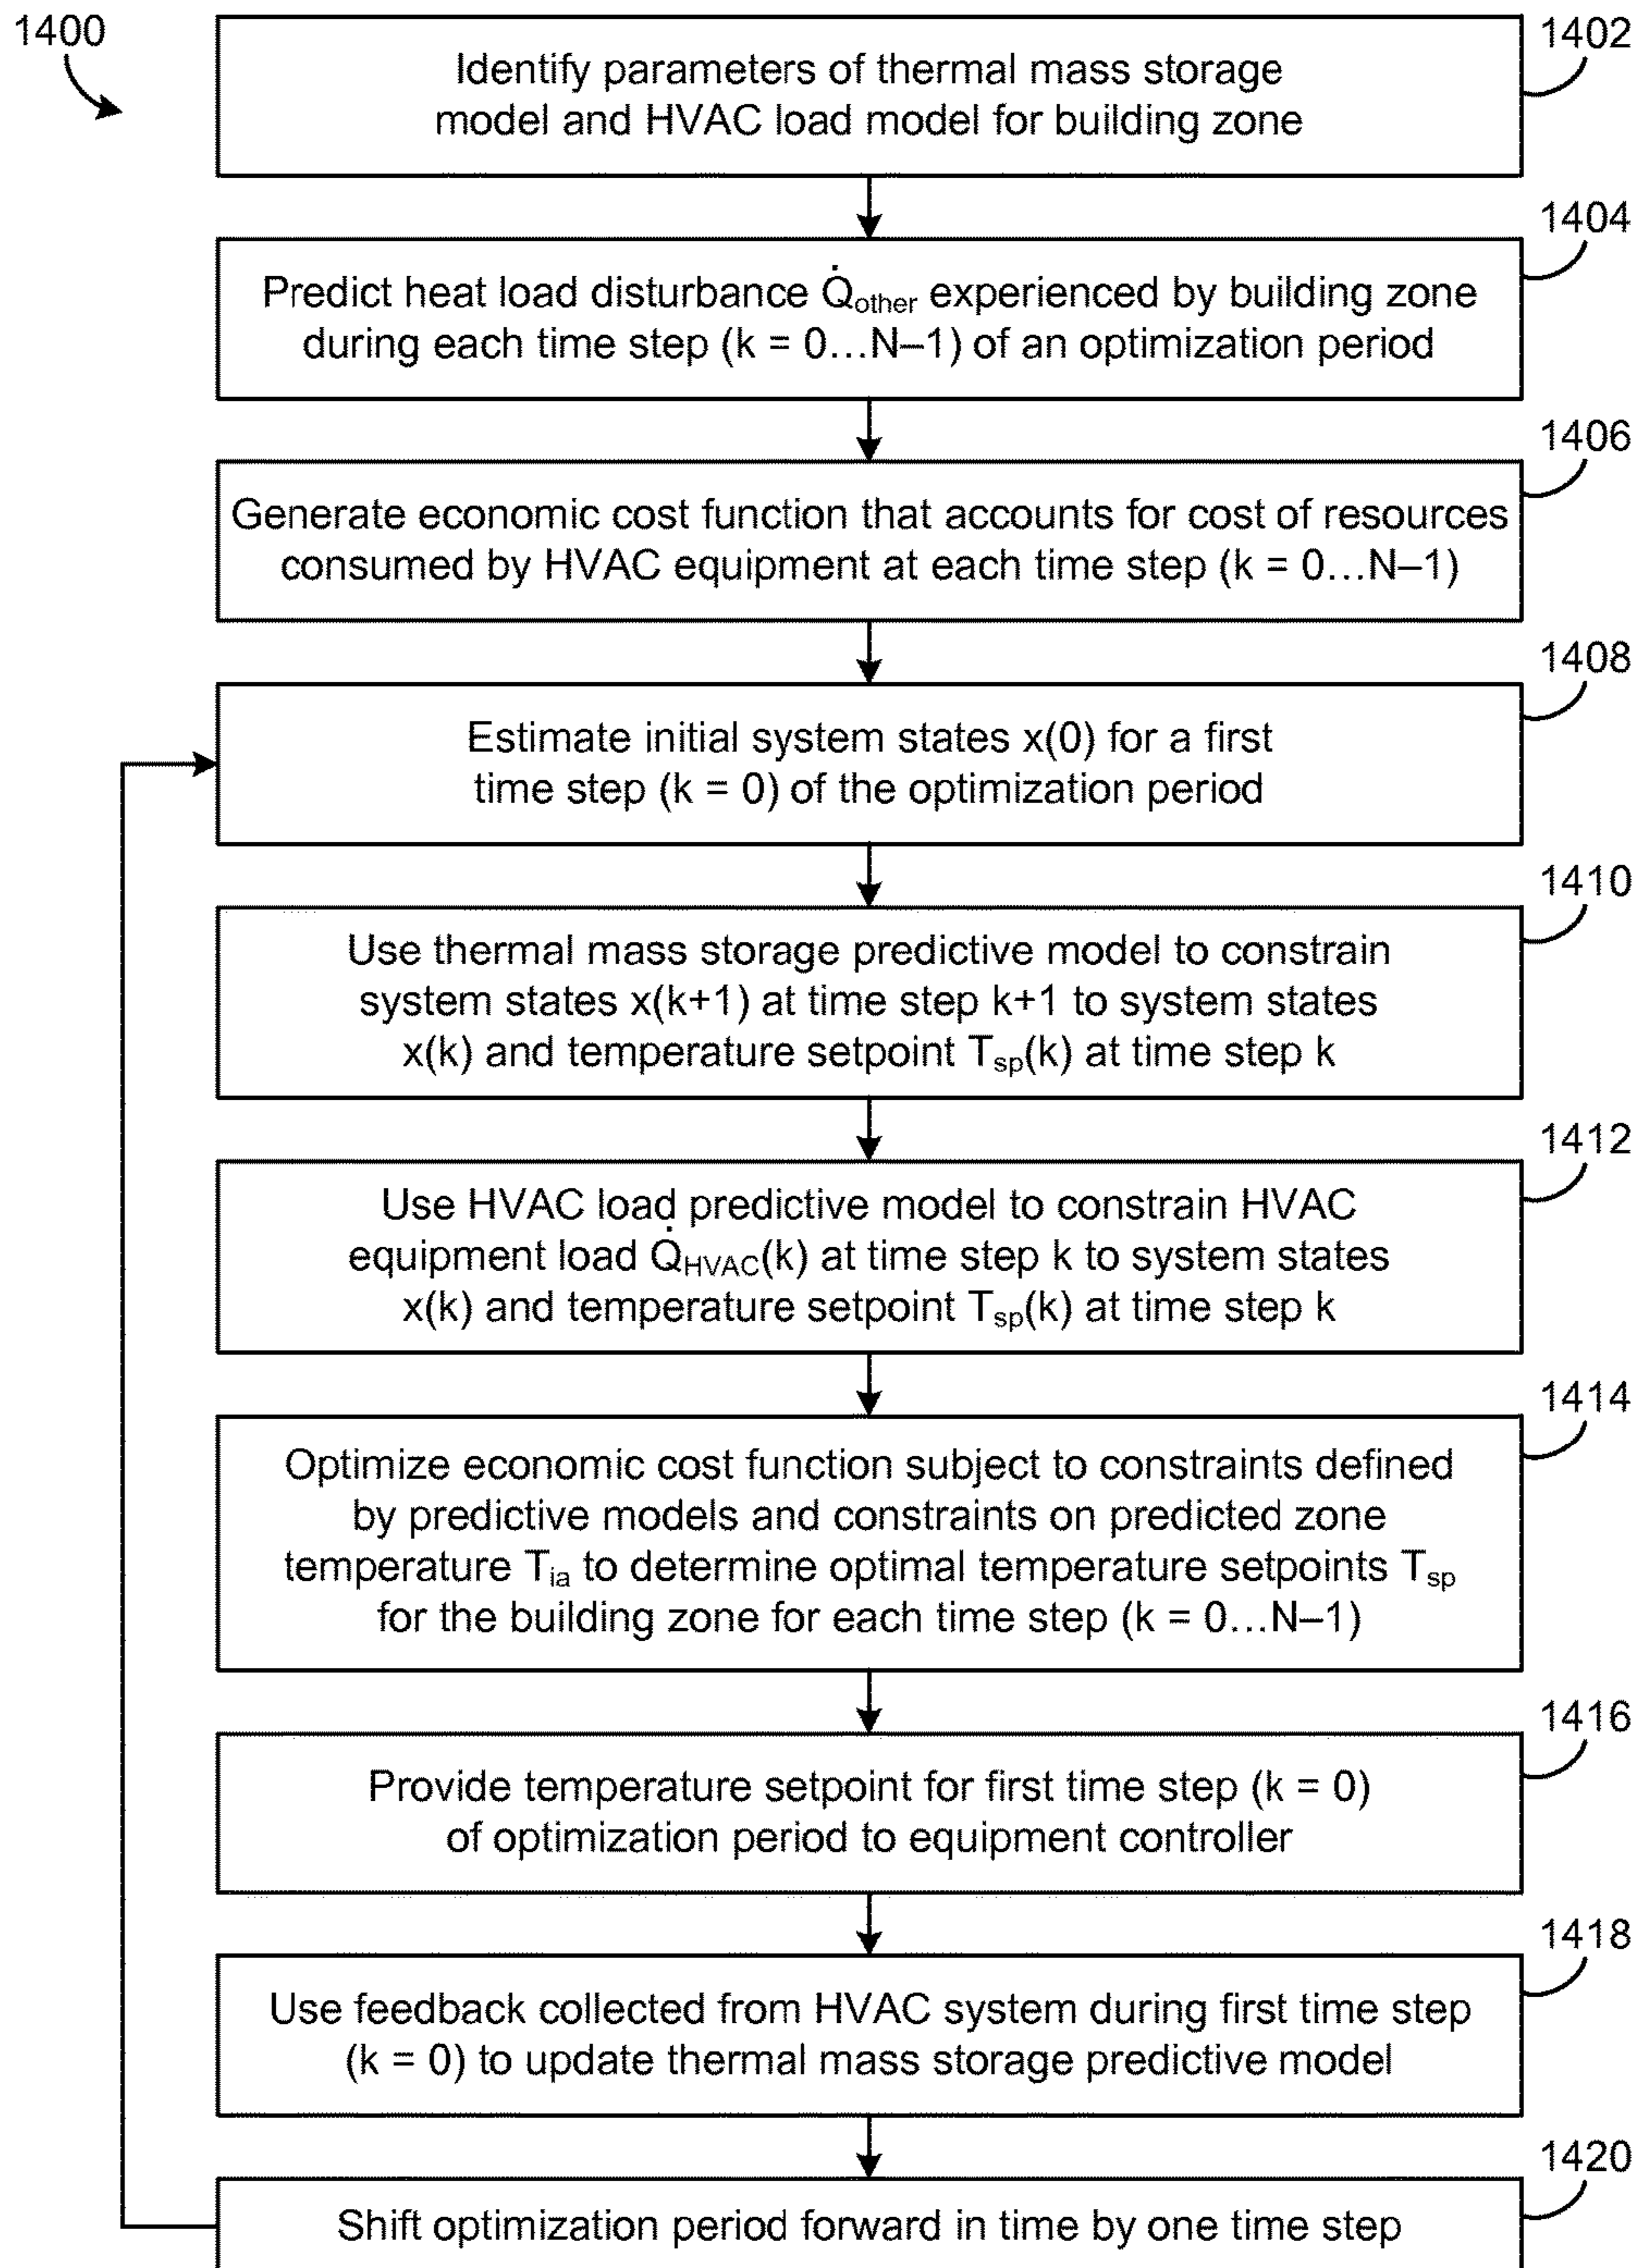 1400
1402
Identify parameters of thermal mass storage
model and HVAC load model for building zone
1404
Predict heat load disturbance Q̇other experienced by building zone
during each time step (k = 0…N–1) of an optimization period
1406
Generate economic cost function that accounts for cost of resources
consumed by HVAC equipment at each time step (k = 0…N–1)
1408
Estimate initial system states x(0) for a first
time step (k = 0) of the optimization period
1410
Use thermal mass storage predictive model to constrain
system states x(k+1) at time step k+1 to system states
x(k) and temperature setpoint Tsp(k) at time step k
1412
Use HVAC load predictive model to constrain HVAC
equipment load Q̇HVAC(k) at time step k to system states
x(k) and temperature setpoint Tsp(k) at time step k
1414
Optimize economic cost function subject to constraints defined
by predictive models and constraints on predicted zone
temperature Tia to determine optimal temperature setpoints Tsp
for the building zone for each time step (k = 0…N–1)
1416
Provide temperature setpoint for first time step (k = 0)
of optimization period to equipment controller
1418
Use feedback collected from HVAC system during first time step
(k = 0) to update thermal mass storage predictive model
1420
Shift optimization period forward in time by one time step